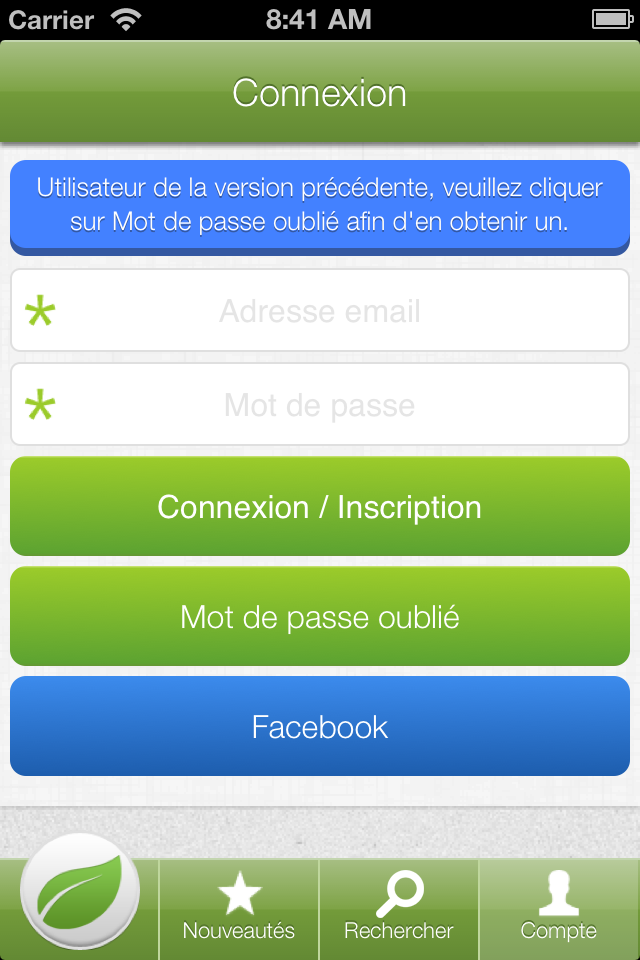 Carrier 8:41 AM
Connexion
Utilisateur de la version précédente, veuillez cliquer
sur Mot de passe oublié afin d'en obtenir un.
* Adresse email
* Mot de passe
Connexion / Inscription
Mot de passe oublié
Facebook
Nouveautés Rechercher Compte